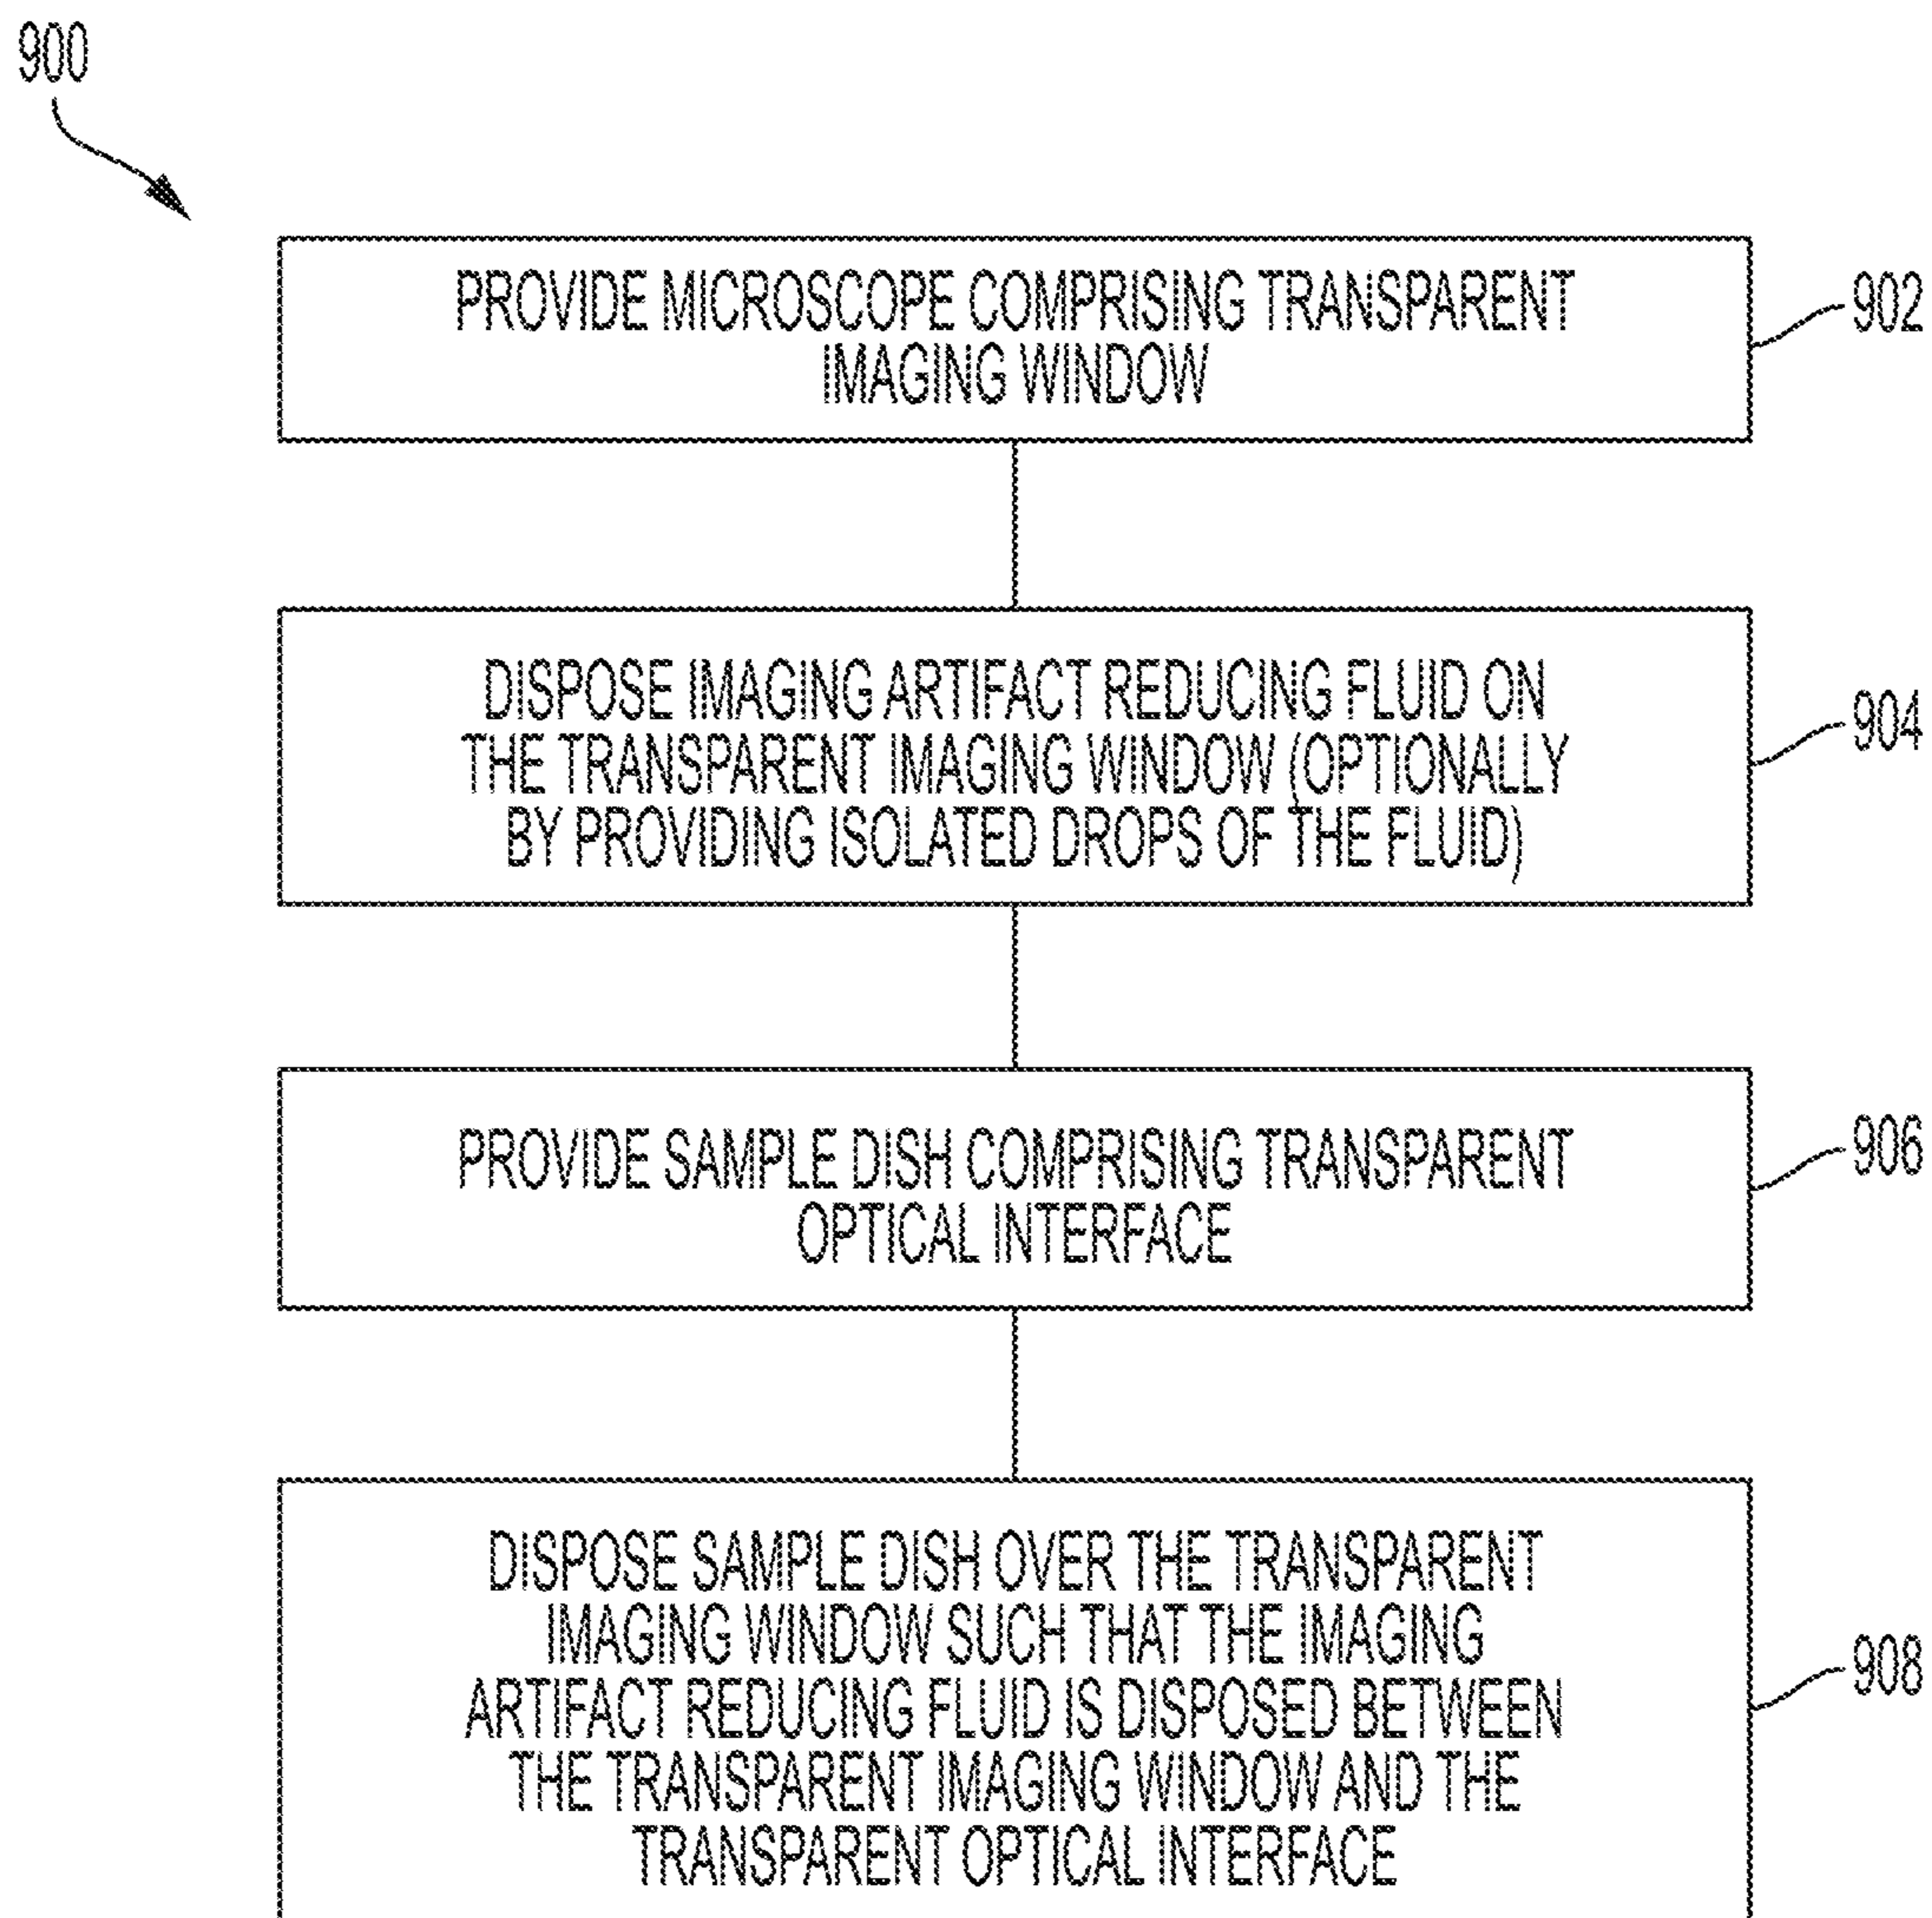 900
PROVIDE MICROSCOPE COMPRISING TRANSPARENT
IMAGING WINDOW
902
DISPOSE IMAGING ARTIFACT REDUCING FLUID ON
THE TRANSPARENT IMAGING WINDOW (OPTIONALLY
BY PROVIDING ISOLATED DROPS OF THE FLUID)
904
PROVIDE SAMPLE DISH COMPRISING TRANSPARENT
OPTICAL INTERFACE
906
DISPOSE SAMPLE DISH OVER THE TRANSPARENT
IMAGING WINDOW SUCH THAT THE IMAGING
ARTIFACT REDUCING FLUID IS DISPOSED BETWEEN
THE TRANSPARENT IMAGING WINDOW AND THE
TRANSPARENT OPTICAL INTERFACE
908